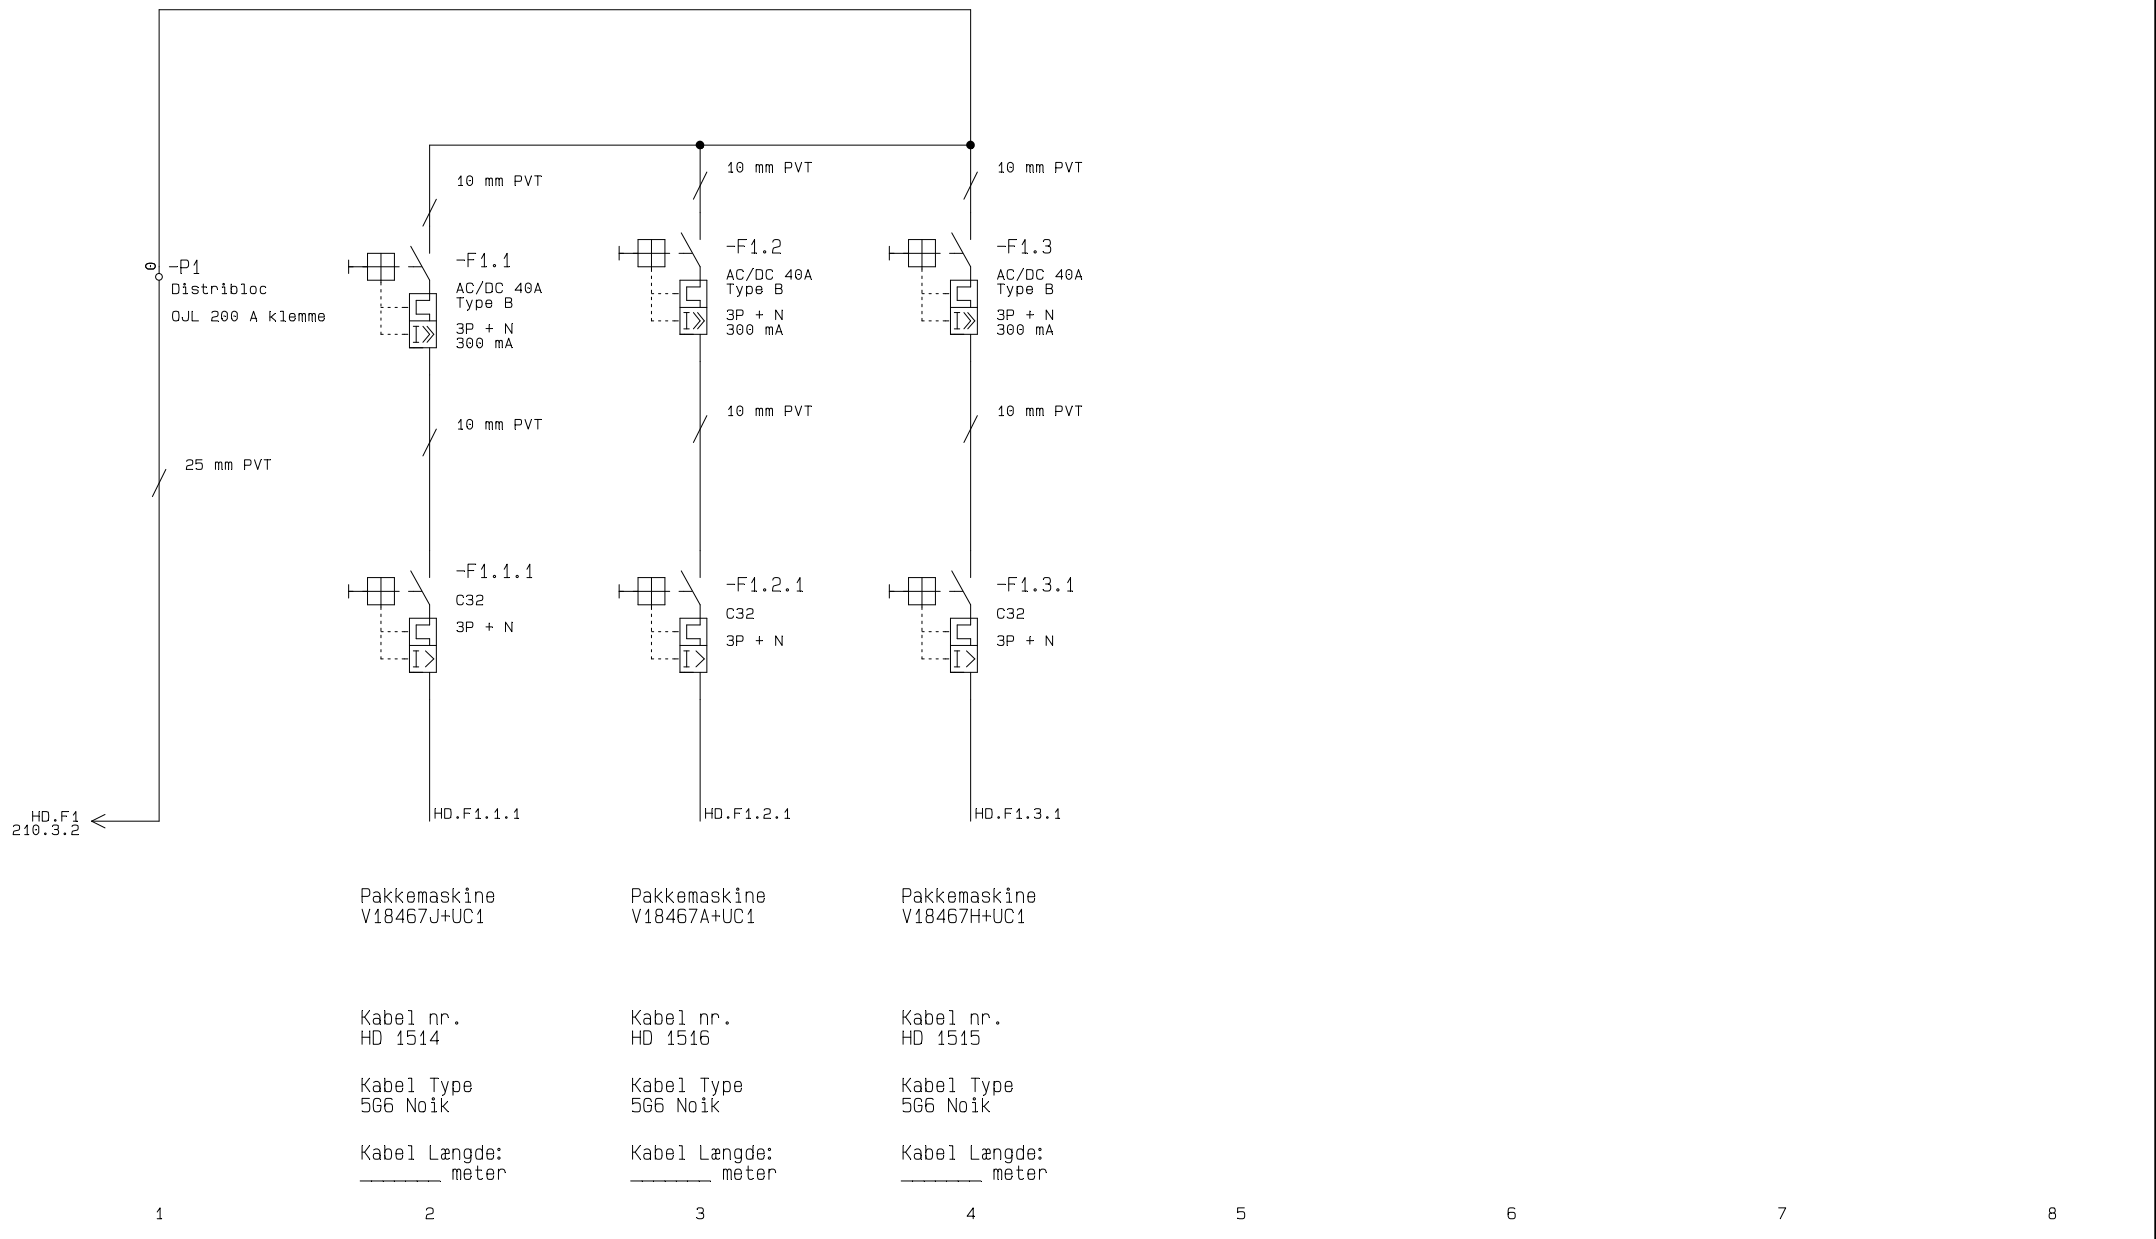 10 mm PVT
10 mm PVT
10 mm PVT
0
-P1
Distribloc
OJL 200 A klemme
-F1.1
AC/DC 40A
Type B
3P + N
300 mA
-F1.2
AC/DC 40A
Type B
3P + N
300 mA
-F1.3
AC/DC 40A
Type B
3P + N
300 mA
I
I
I
10 mm PVT
10 mm PVT
10 mm PVT
25 mm PVT
-F1.1.1
C32
3P + N
-F1.2.1
C32
3P + N
-F1.3.1
C32
3P + N
I
I
I
HD.F1
210.3.2
HD.F1.1.1
HD.F1.2.1
HD.F1.3.1
Pakkemaskine
V18467J+UC1
Pakkemaskine
V18467A+UC1
Pakkemaskine
V18467H+UC1
Kabel nr.
HD 1514
Kabel nr.
HD 1516
Kabel nr.
HD 1515
Kabel Type
5G6 Noik
Kabel Type
5G6 Noik
Kabel Type
5G6 Noik
Kabel Længde:
________ meter
Kabel Længde:
________ meter
Kabel Længde:
________ meter
1 2 3 4 5 6 7 8